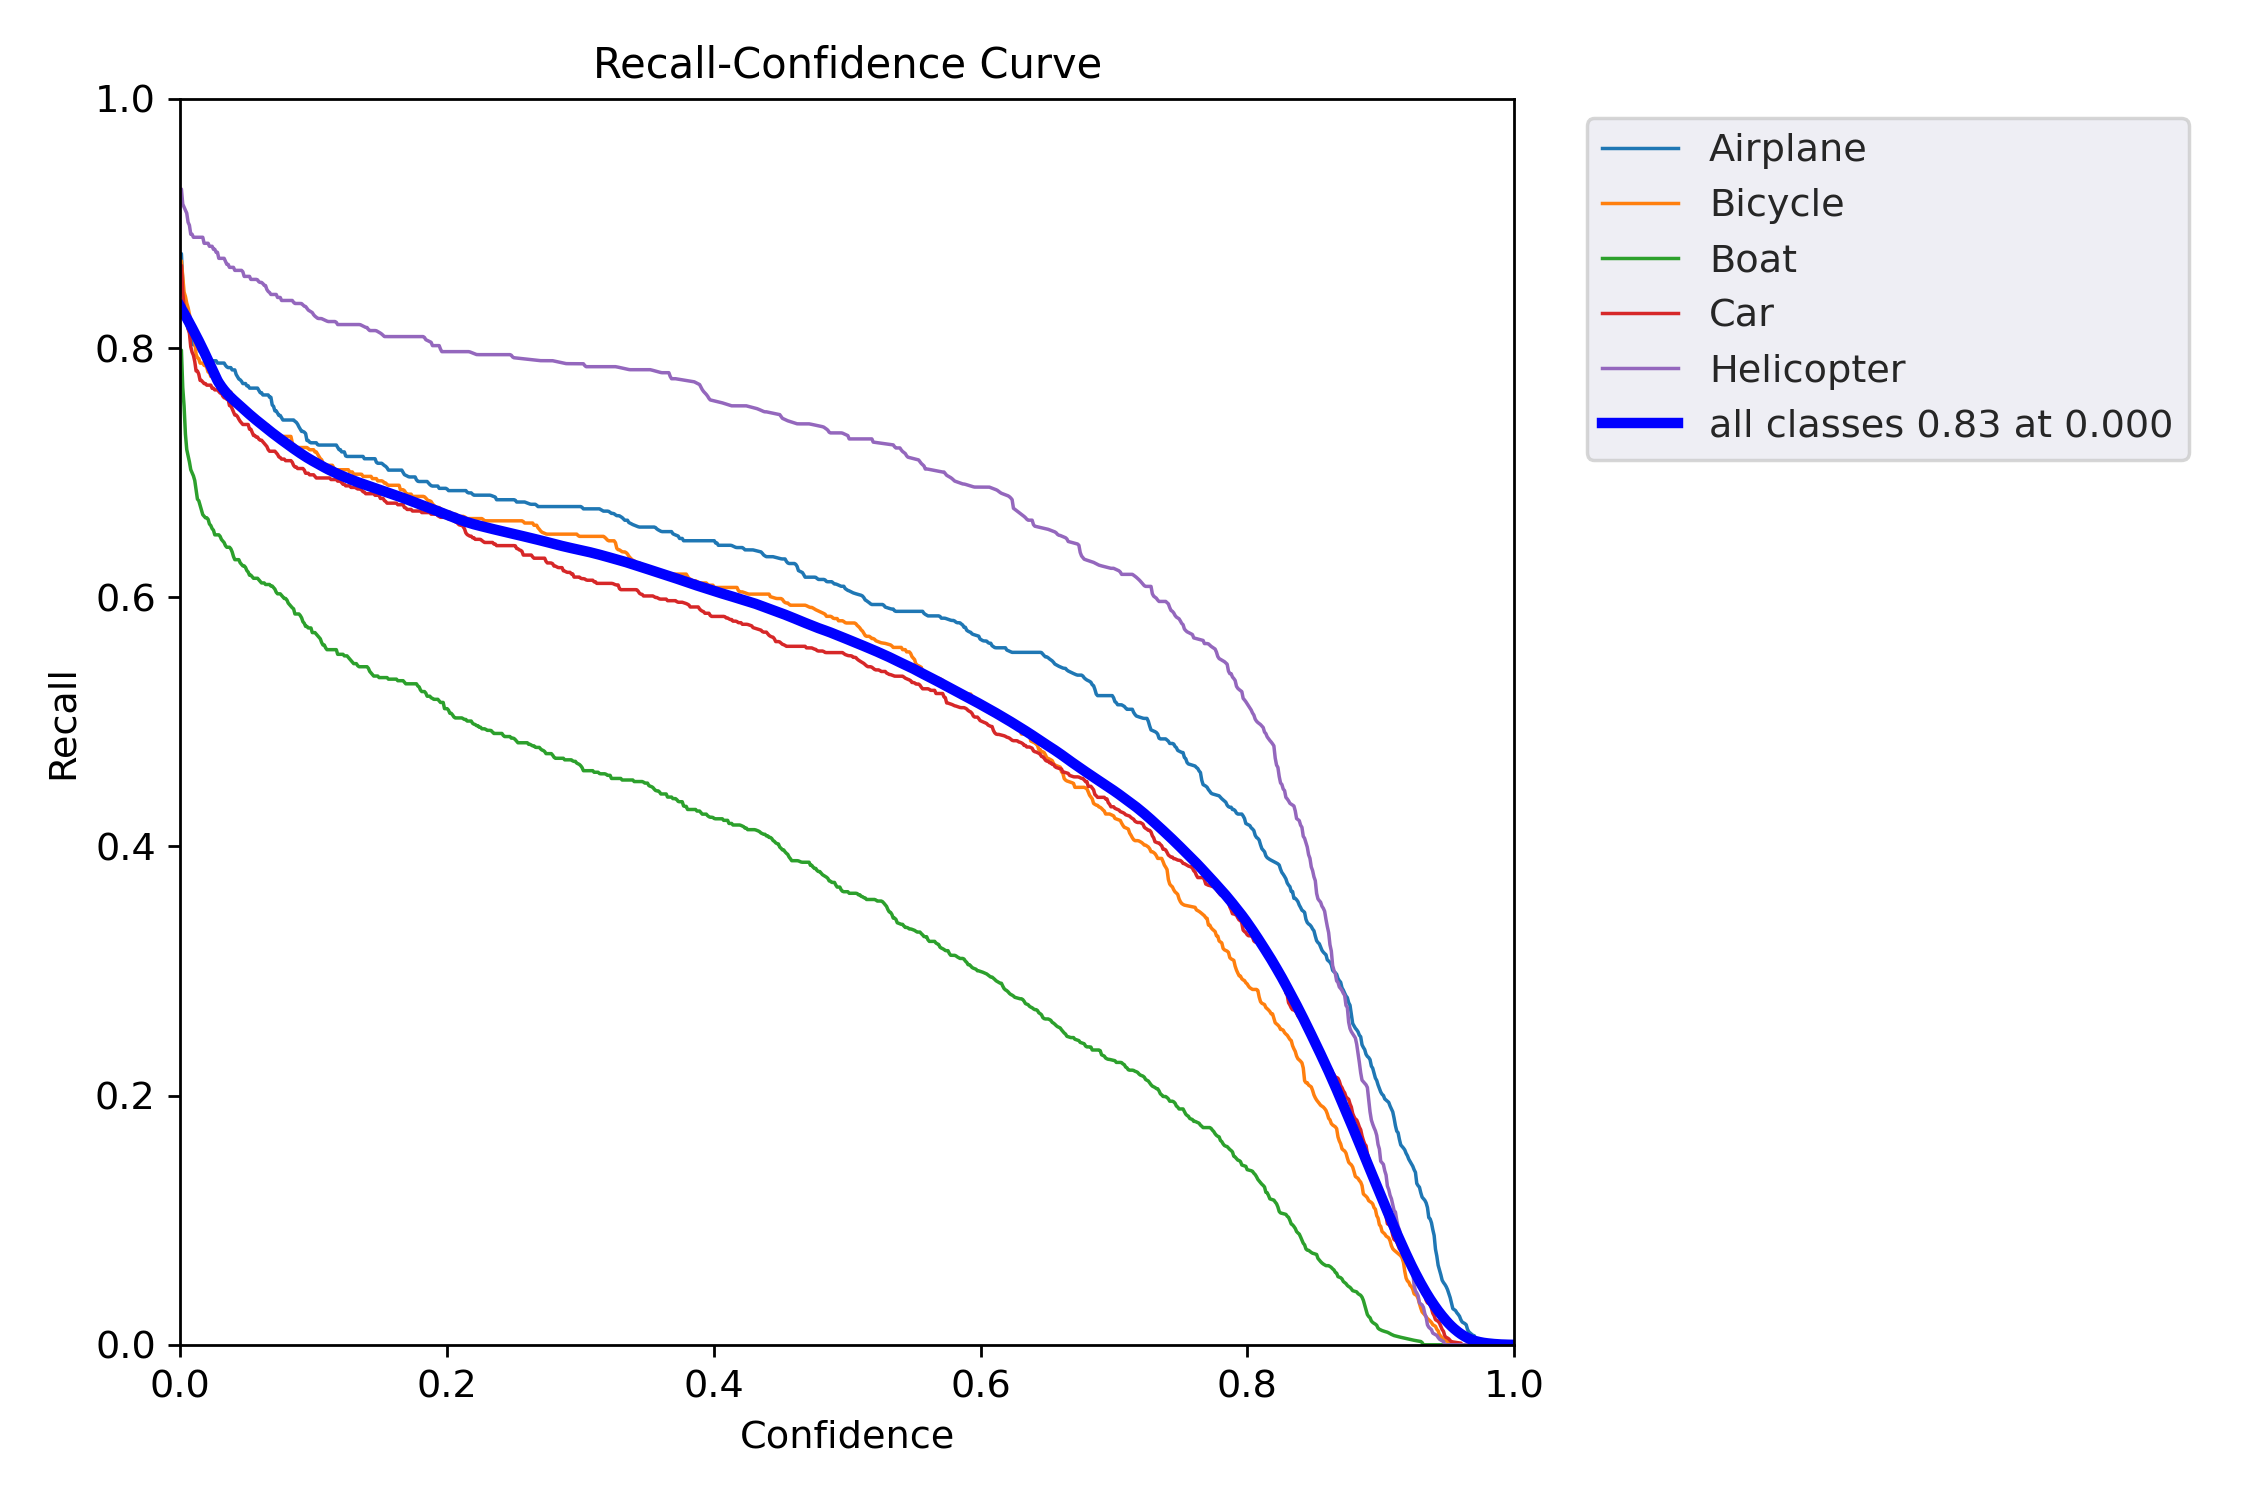 Recall-Confidence Curve
1.0
0.8
0.6
0.4
0.2
0.0
Recall
0.0 0.2 0.4 0.6 0.8 1.0
Confidence
Airplane
Bicycle
Boat
Car
Helicopter
all classes 0.83 at 0.000